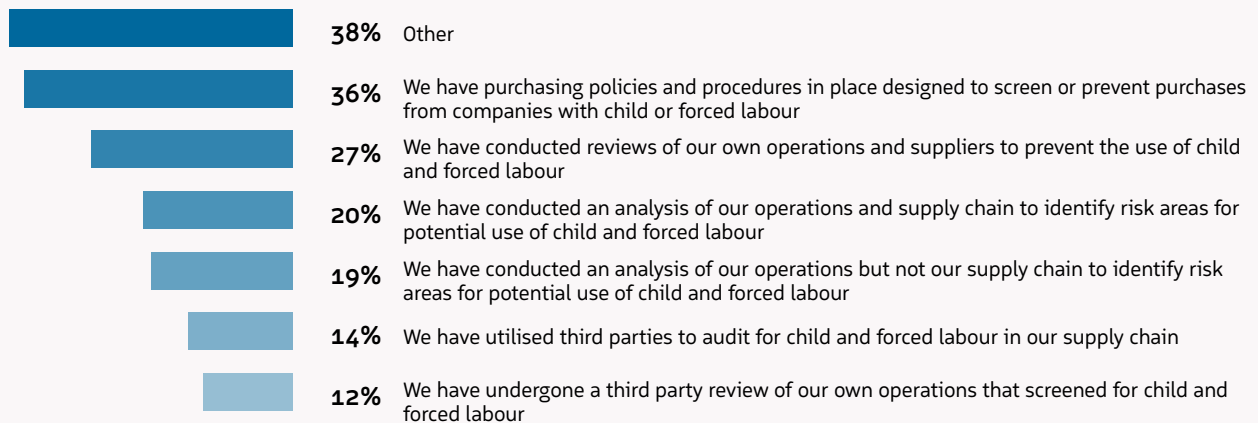 38% Other
36% We have purchasing policies and procedures in place designed to screen or prevent purchases
from companies with child or forced labour
27% We have conducted reviews of our own operations and suppliers to prevent the use of child
and forced labour
20% We have conducted an analysis of our operations and supply chain to identify risk areas for
potential use of child and forced labour
19% We have conducted an analysis of our operations but not our supply chain to identify risk
areas for potential use of child and forced labour
14% We have utilised third parties to audit for child and forced labour in our supply chain
12% We have undergone a third party review of our own operations that screened for child and
forced labour